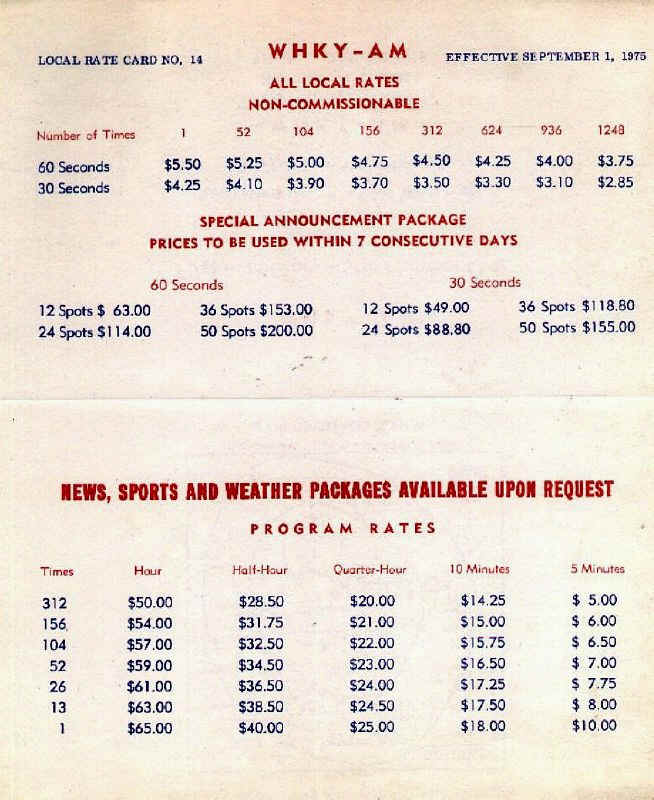 LOCAL RATE CARD NO. 14 WHKY-AM EFFECTIVE SEPTEMBER 1, 1975
ALL LOCAL RATES
NON-COMMISSIONABLE
Number of Times 1 52 104 156 312 624 936 1248
60 Seconds $5.50 $5.25 $5.00 $4.75 $4.50 $4.25 $4.00 $3.75
30 Seconds $4.25 $4.10 $3.90 $3.70 $3.50 $3.30 $3.10 $2.85
SPECIAL ANNOUNCEMENT PACKAGE
PRICES TO BE USED WITHIN 7 CONSECUTIVE DAYS
60 Seconds 30 Seconds
12 Spots $ 63.00 36 Spots $153.00 12 Spots $49.00 36 Spots $118.80
24 Spots $114.00 50 Spots $200.00 24 Spots $88.80 50 Spots $155.00
NEWS, SPORTS AND WEATHER PACKAGES AVAILABLE UPON REQUEST
PROGRAM RATES
Times Hour Half-Hour Quarter-Hour 10 Minutes 5 Minutes
312 $50.00 $28.50 $20.00 $14.25 $ 5.00
156 $54.00 $31.75 $21.00 $15.00 $ 6.00
104 $57.00 $32.50 $22.00 $15.75 $ 6.50
52 $59.00 $34.50 $23.00 $16.50 $ 7.00
26 $61.00 $36.50 $24.00 $17.25 $ 7.75
13 $63.00 $38.50 $24.50 $17.50 $ 8.00
1 $65.00 $40.00 $25.00 $18.00 $10.00